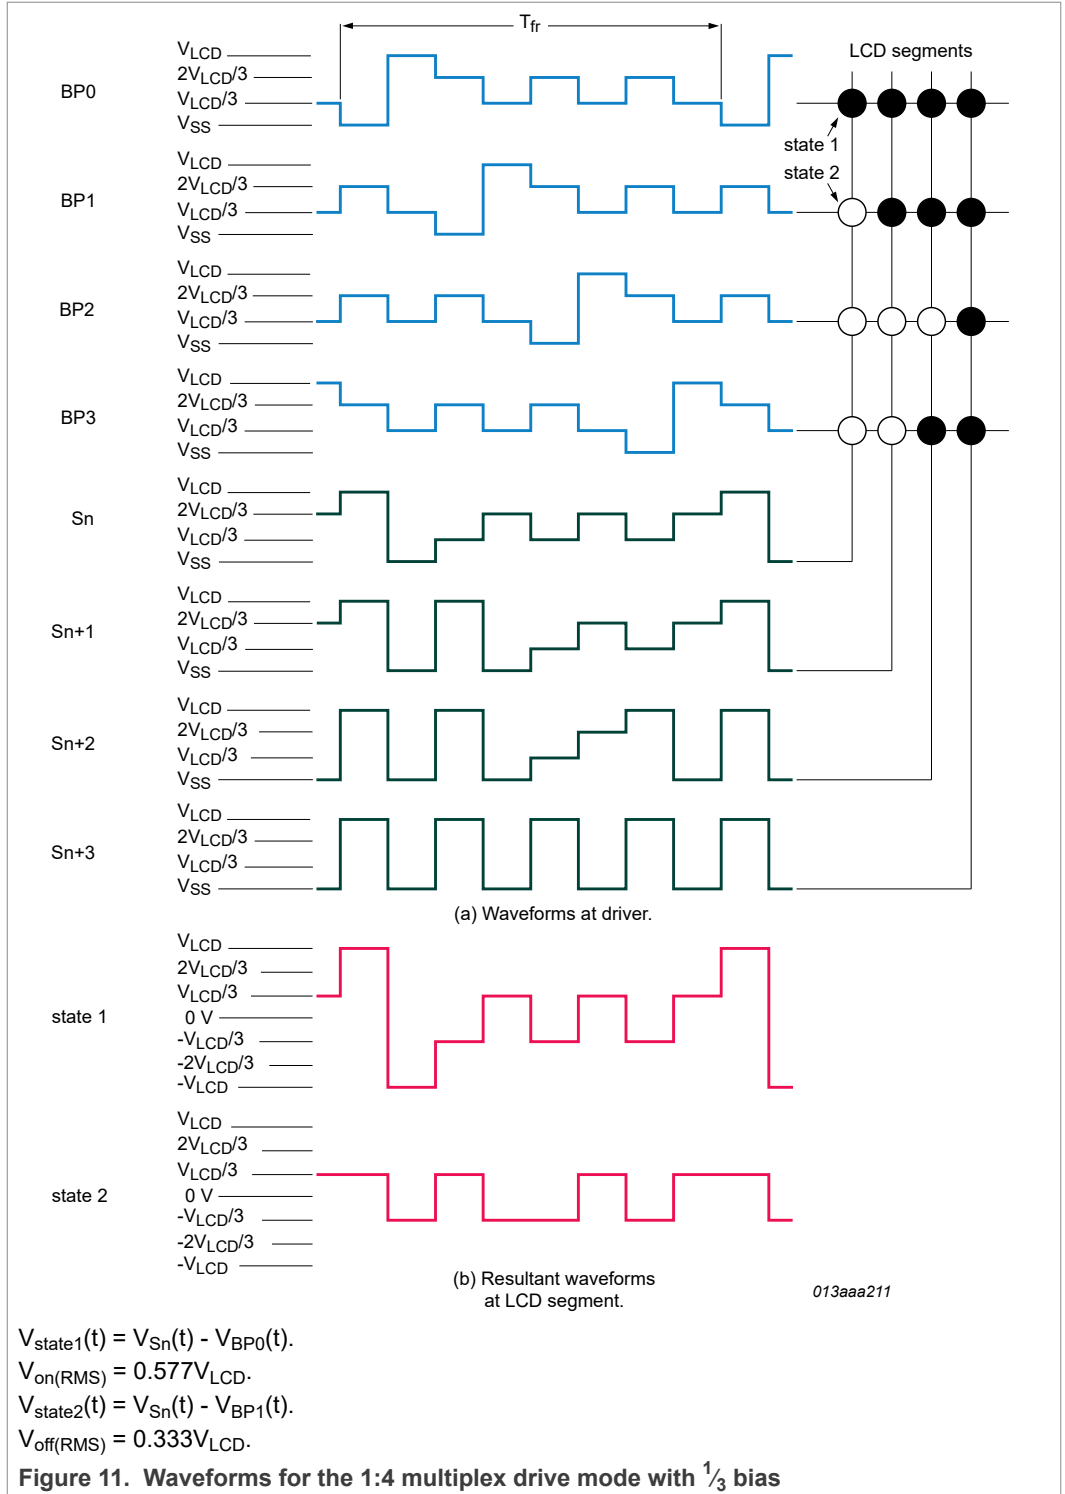 Tfr
LCD segments
BP0
VLCD
2VLCD/3
VLCD/3
VSS
state 1
state 2
BP1
VLCD
2VLCD/3
VLCD/3
VSS
BP2
VLCD
2VLCD/3
VLCD/3
VSS
BP3
VLCD
2VLCD/3
VLCD/3
VSS
Sn
VLCD
2VLCD/3
VLCD/3
VSS
Sn+1
VLCD
2VLCD/3
VLCD/3
VSS
Sn+2
VLCD
2VLCD/3
VLCD/3
VSS
Sn+3
VLCD
2VLCD/3
VLCD/3
VSS
(a) Waveforms at driver.
state 1
VLCD
2VLCD/3
VLCD/3
0 V
-VLCD/3
-2VLCD/3
-VLCD
state 2
VLCD
2VLCD/3
VLCD/3
0 V
-VLCD/3
-2VLCD/3
-VLCD
(b) Resultant waveforms
at LCD segment.
013aaa211
Vstate1(t) = VSn(t) - VBP0(t).
Von(RMS) = 0.577VLCD.
Vstate2(t) = VSn(t) - VBP1(t).
Voff(RMS) = 0.333VLCD.
Figure 11. Waveforms for the 1:4 multiplex drive mode with 1/3 bias